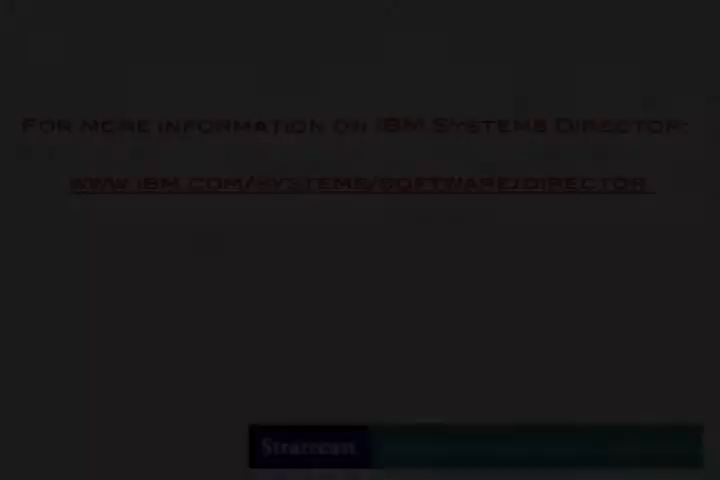 For more information on IBM Systems Director:
www.ibm.com/systems/software/director
Stratecast